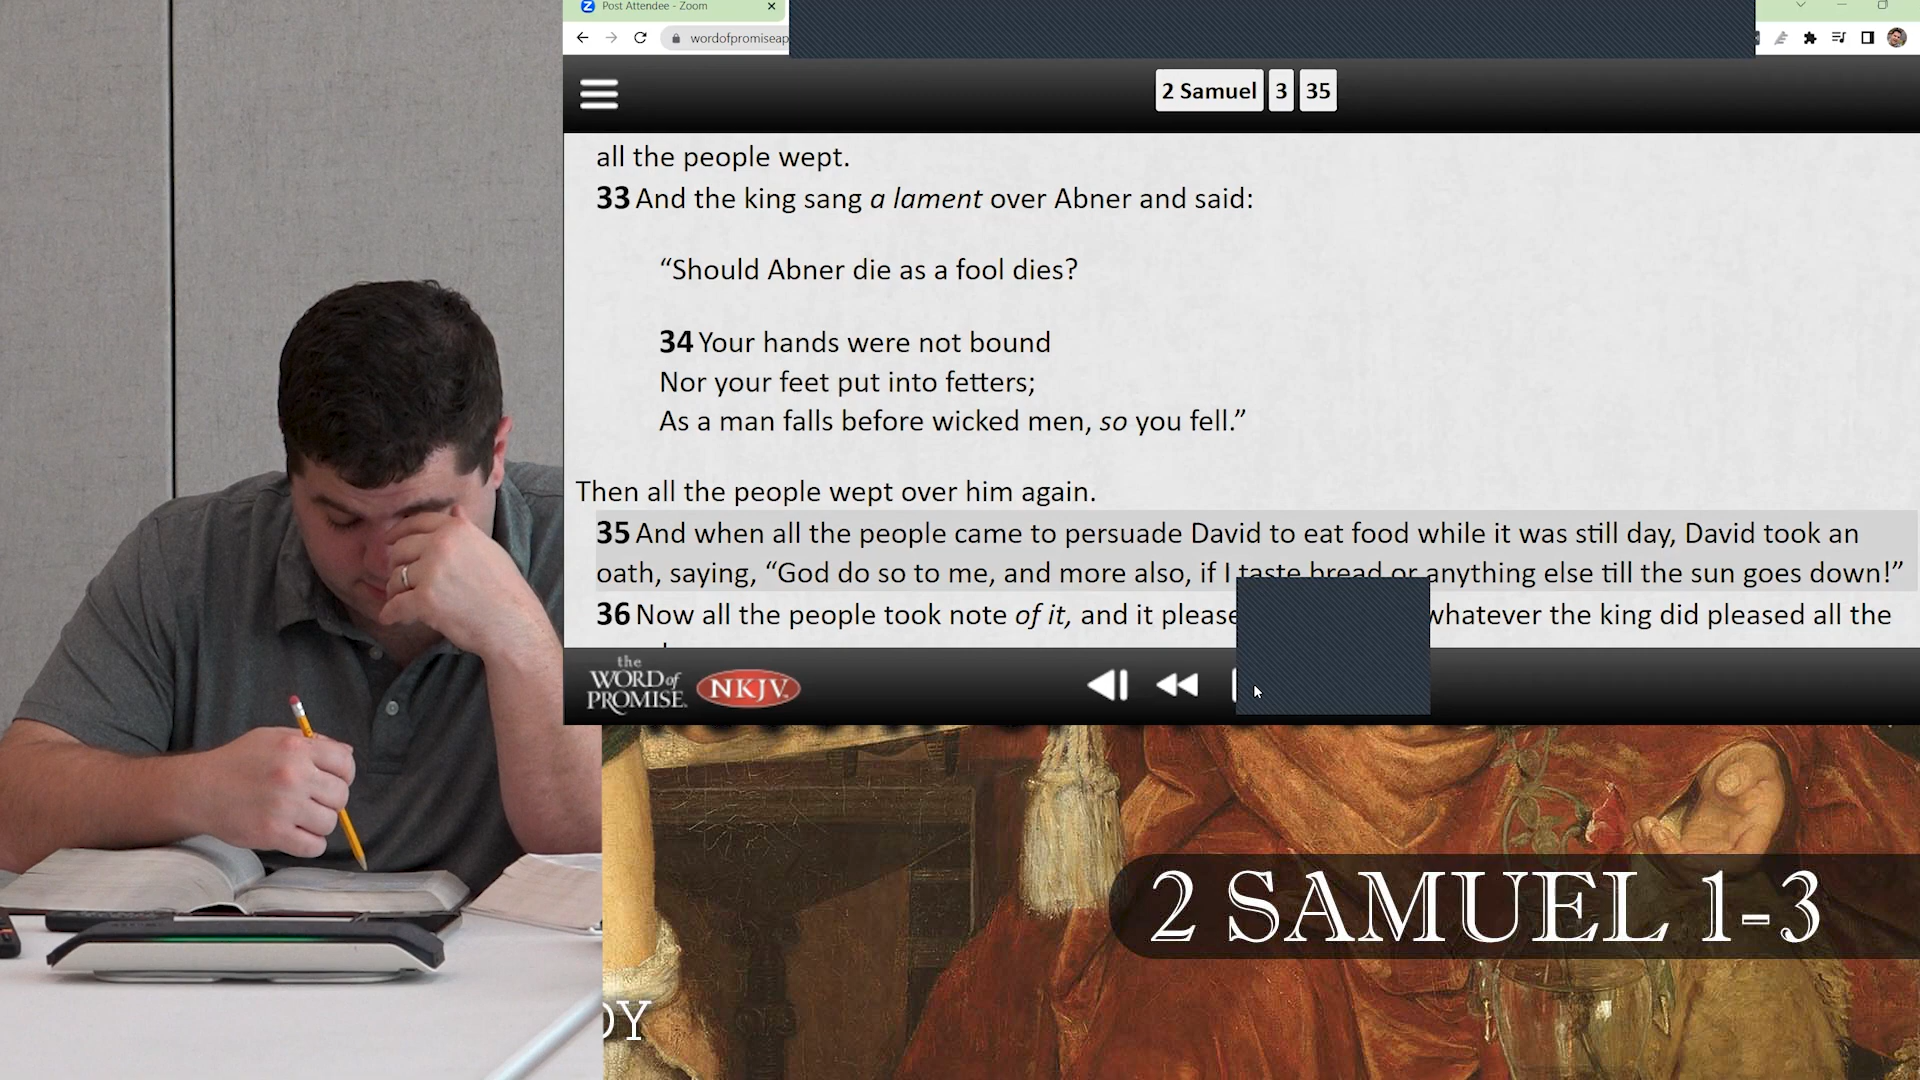 Post Attendee - Zoom
wordofpromiseap
2 Samuel 3 35
all the people wept.
33 And the king sang a lament over Abner and said:
“Should Abner die as a fool dies?
34 Your hands were not bound
Nor your feet put into fetters;
As a man falls before wicked men, so you fell.”
Then all the people wept over him again.
35 And when all the people came to persuade David to eat food while it was still day, David took an
oath, saying, “God do so to me, and more also, if I taste bread or anything else till the sun goes down!”
36 Now all the people took note of it, and it please whatever the king did pleased all the
the
WORD of
PROMISE
NKJV
2 SAMUEL 1-3
DY